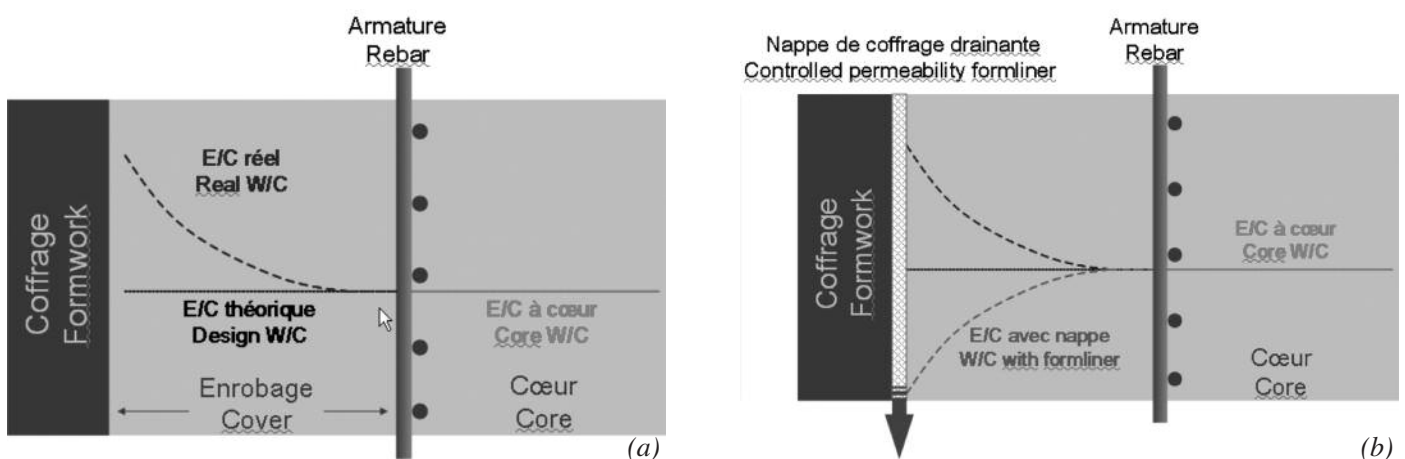 Armature
Rebar
Coffrage
Formwork
E/C réel
Real W/C
E/C théorique
Design W/C
E/C à cœur
Core W/C
Enrobage
Cover
Cœur
Core
(a)
Nappe de coffrage drainante
Controlled permeability formliner
Armature
Rebar
Coffrage
Formwork
E/C à cœur
Core W/C
E/C avec nappe
W/C with formliner
Cœur
Core
(b)